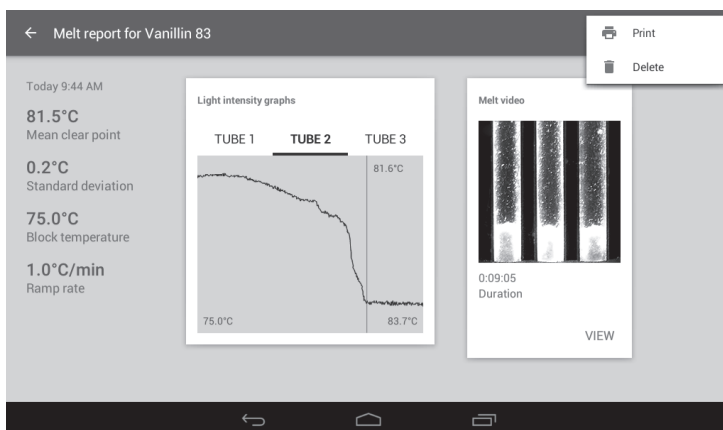 Melt report for Vanillin 83
Print
Delete
Today 9:44 AM
81.5°C
Mean clear point
0.2°C
Standard deviation
75.0°C
Block temperature
1.0°C/min
Ramp rate
Light intensity graphs
TUBE 1 TUBE 2 TUBE 3
81.6°C
75.0°C 83.7°C
Melt video
0:09:05
Duration
VIEW